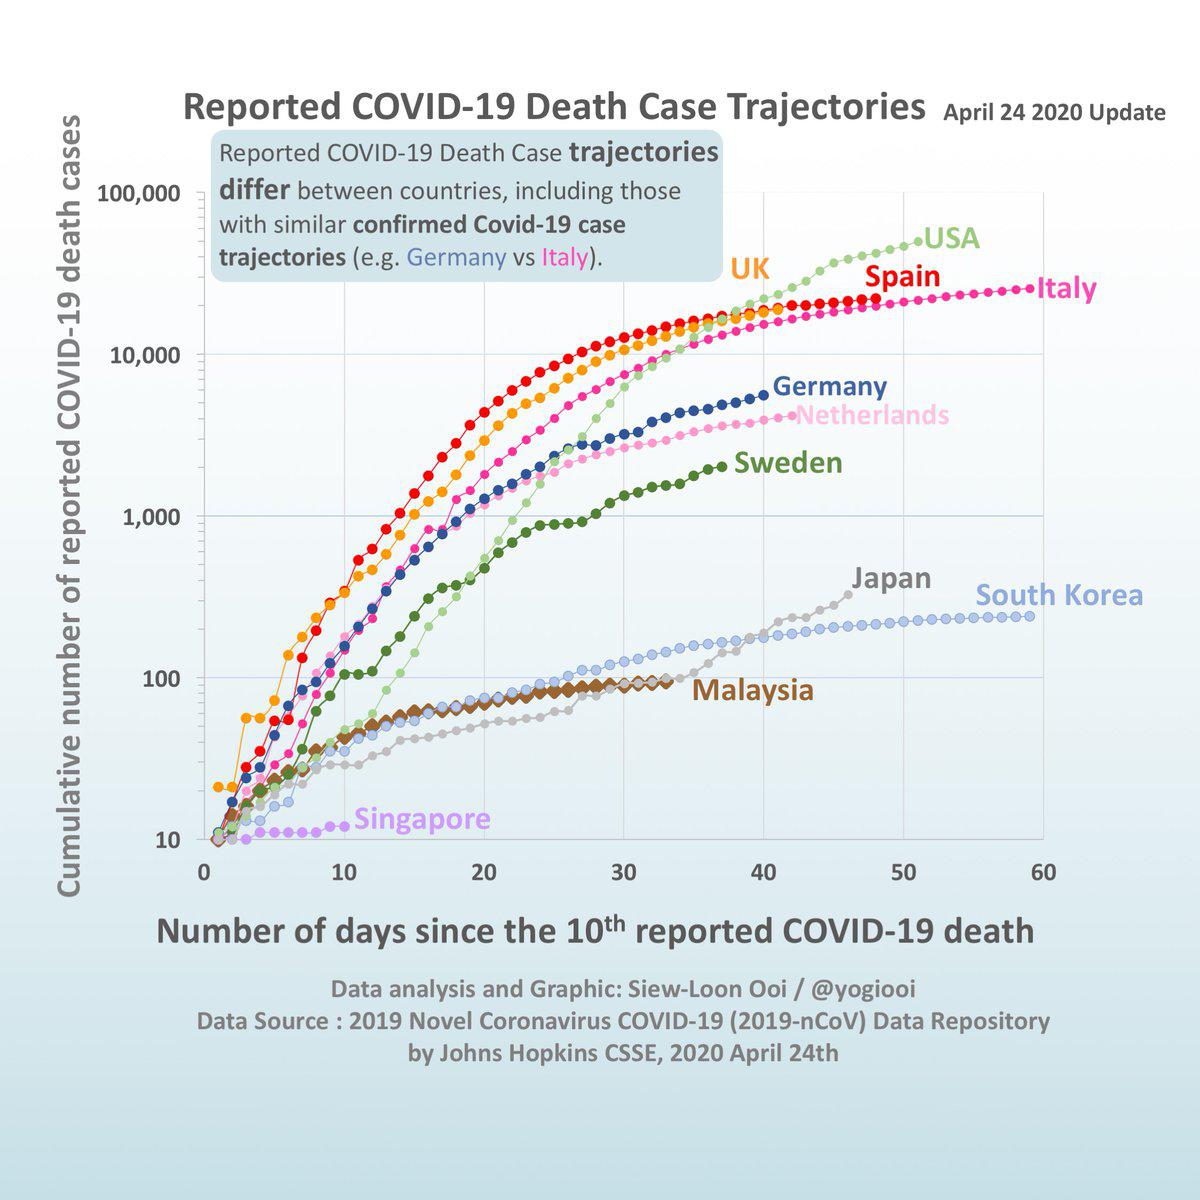 Reported COVID-19 Death Case Trajectories April 24 2020 Update
Reported COVID-19 Death Case trajectories
differ between countries, including those
with similar confirmed Covid-19 case
trajectories (e.g. Germany vs Italy).
Cumulative number of reported COVID-19 death cases
100,000
10,000
1,000
100
10
USA
UK
Spain
Italy
Germany
Netherlands
Sweden
Japan
South Korea
Malaysia
Singapore
0 10 20 30 40 50 60
Number of days since the 10th reported COVID-19 death
Data analysis and Graphic: Siew-Loon Ooi / @yogiooi
Data Source : 2019 Novel Coronavirus COVID-19 (2019-nCoV) Data Repository
by Johns Hopkins CSSE, 2020 April 24th